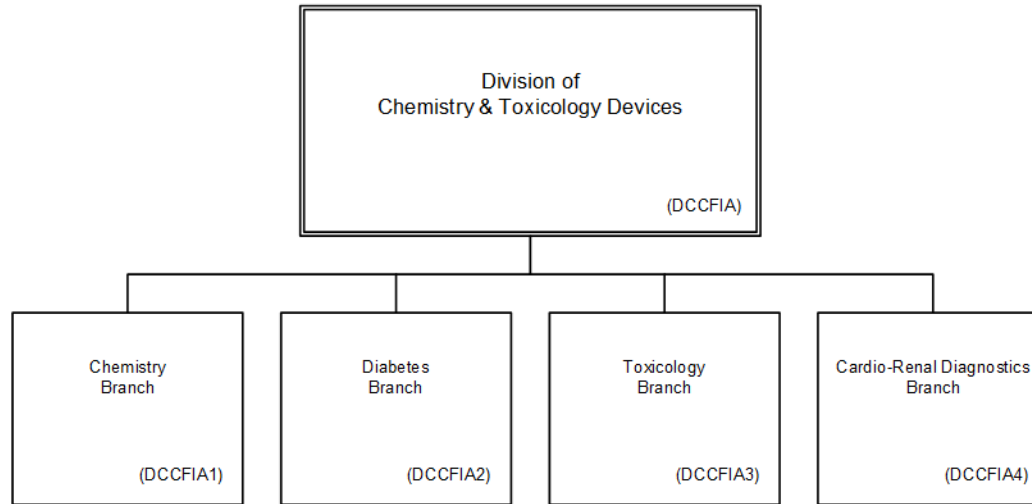 Division of
Chemistry & Toxicology Devices
(DCCFIA)
Chemistry
Branch
(DCCFIA1)
Diabetes
Branch
(DCCFIA2)
Toxicology
Branch
(DCCFIA3)
Cardio-Renal Diagnostics
Branch
(DCCFIA4)